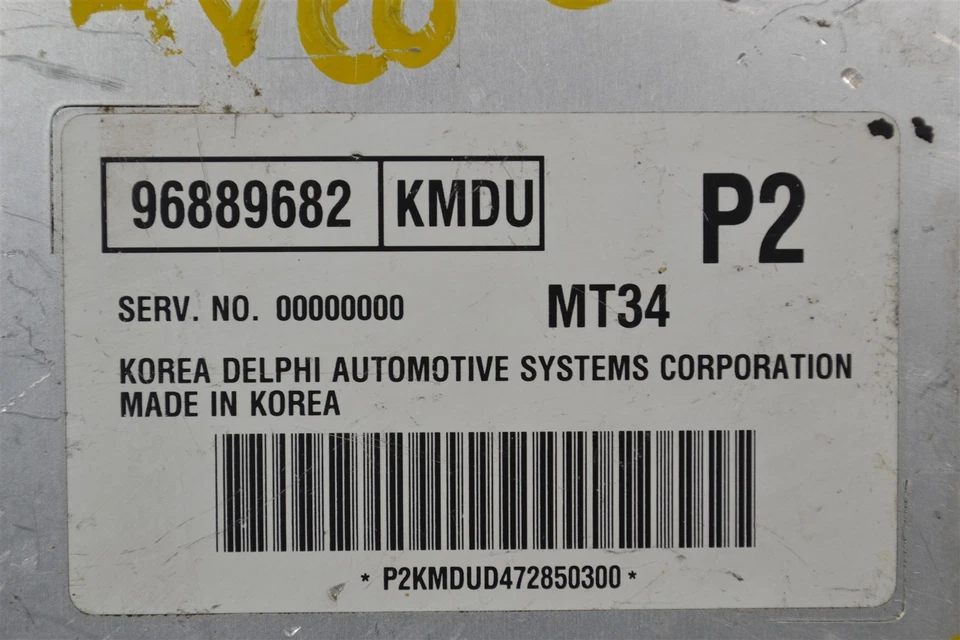 96889682 KMDU
P2
SERV. NO. 00000000
MT34
KOREA DELPHI AUTOMOTIVE SYSTEMS CORPORATION
MADE IN KOREA
* P2KMDUD472850300 *